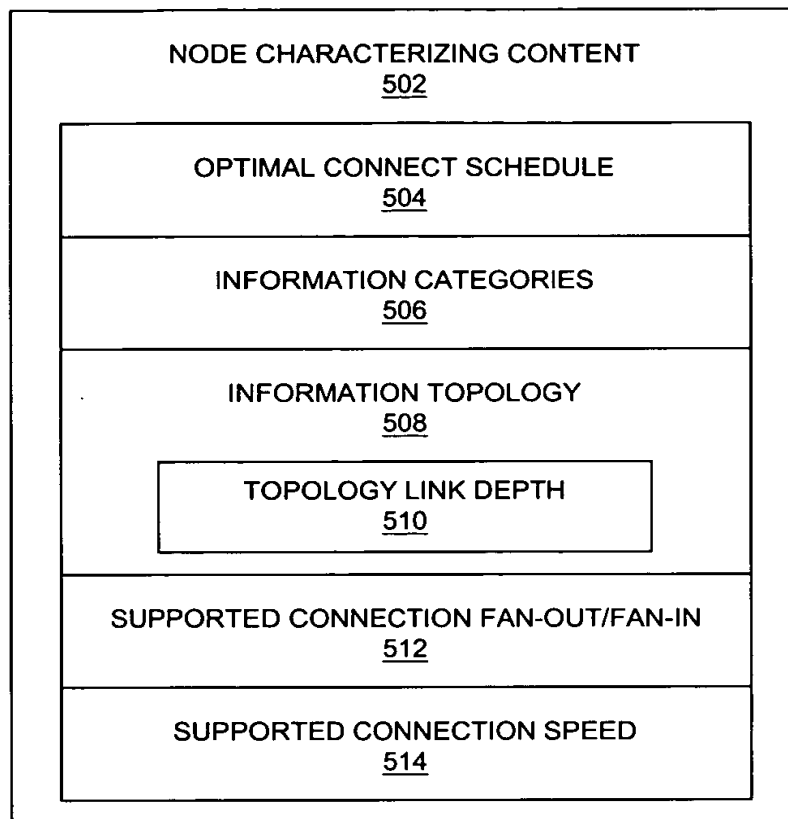 NODE CHARACTERIZING CONTENT
502
OPTIMAL CONNECT SCHEDULE
504
INFORMATION CATEGORIES
506
INFORMATION TOPOLOGY
508
TOPOLOGY LINK DEPTH
510
SUPPORTED CONNECTION FAN-OUT/FAN-IN
512
SUPPORTED CONNECTION SPEED
514